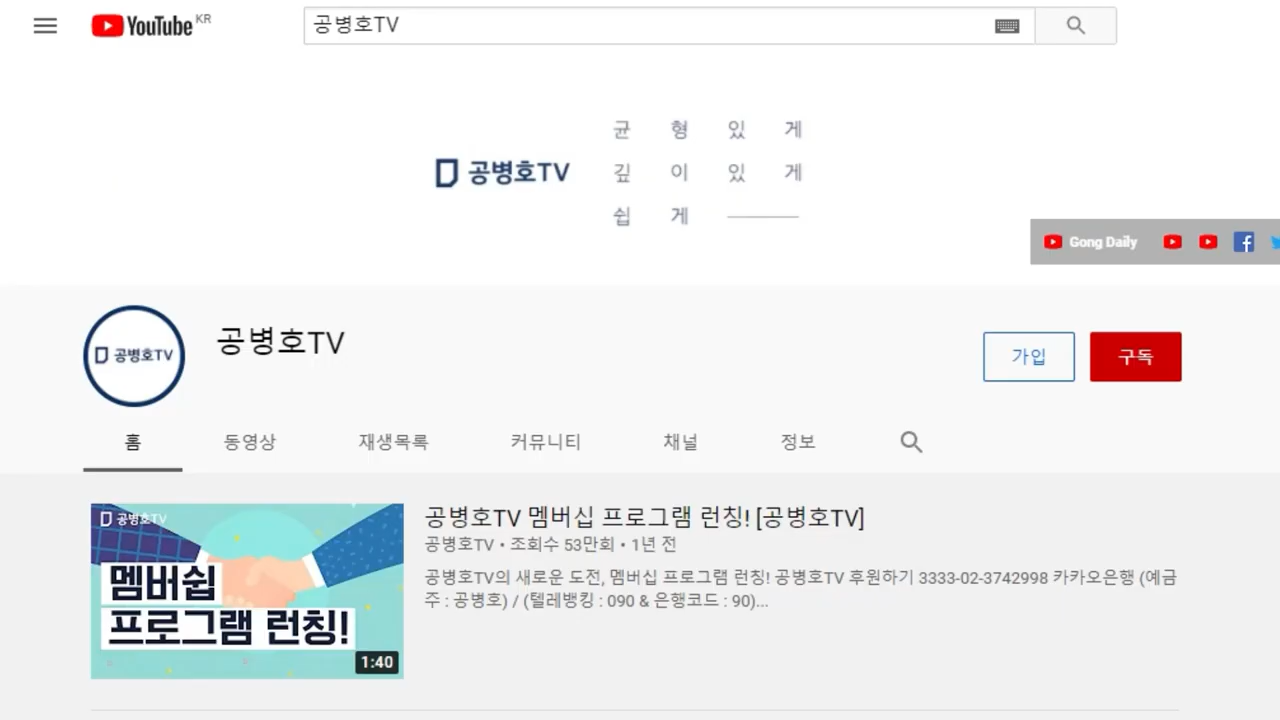 YouTube KR
공병호TV
균 형 있 게
공병호TV
깊 이 있 게
쉽 게
Gong Daily
공병호TV
공병호TV
가입
구독
홈
동영상
재생목록
커뮤니티
채널
정보
공병호TV
멤버쉽
프로그램 런칭!
1:40
공병호TV 멤버십 프로그램 런칭! [공병호TV]
공병호TV • 조회수 53만회 • 1년 전
공병호TV의 새로운 도전, 멤버십 프로그램 런칭! 공병호TV 후원하기 3333-02-3742998 카카오은행 (예금
주 : 공병호) / (텔레뱅킹 : 090 & 은행코드 : 90)...